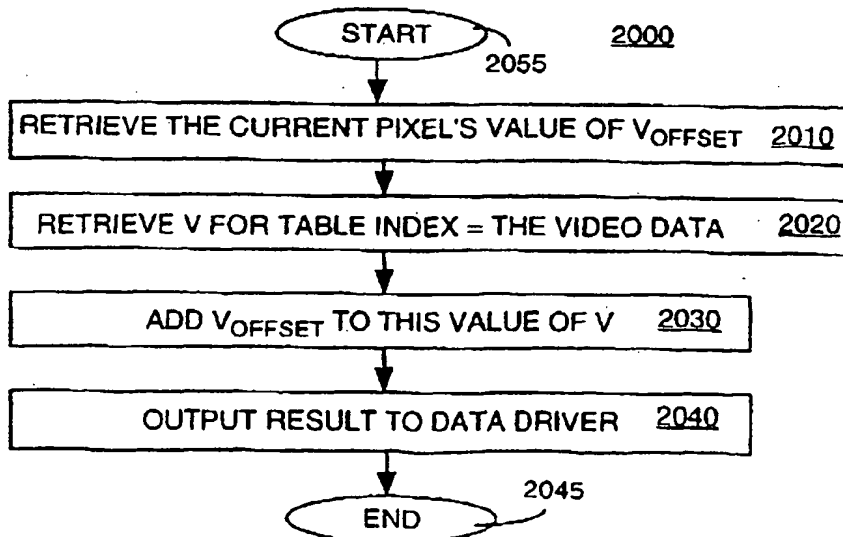 START
2000
2055
RETRIEVE THE CURRENT PIXEL'S VALUE OF VOFFSET 2010
RETRIEVE V FOR TABLE INDEX = THE VIDEO DATA 2020
ADD VOFFSET TO THIS VALUE OF V 2030
OUTPUT RESULT TO DATA DRIVER 2040
2045
END